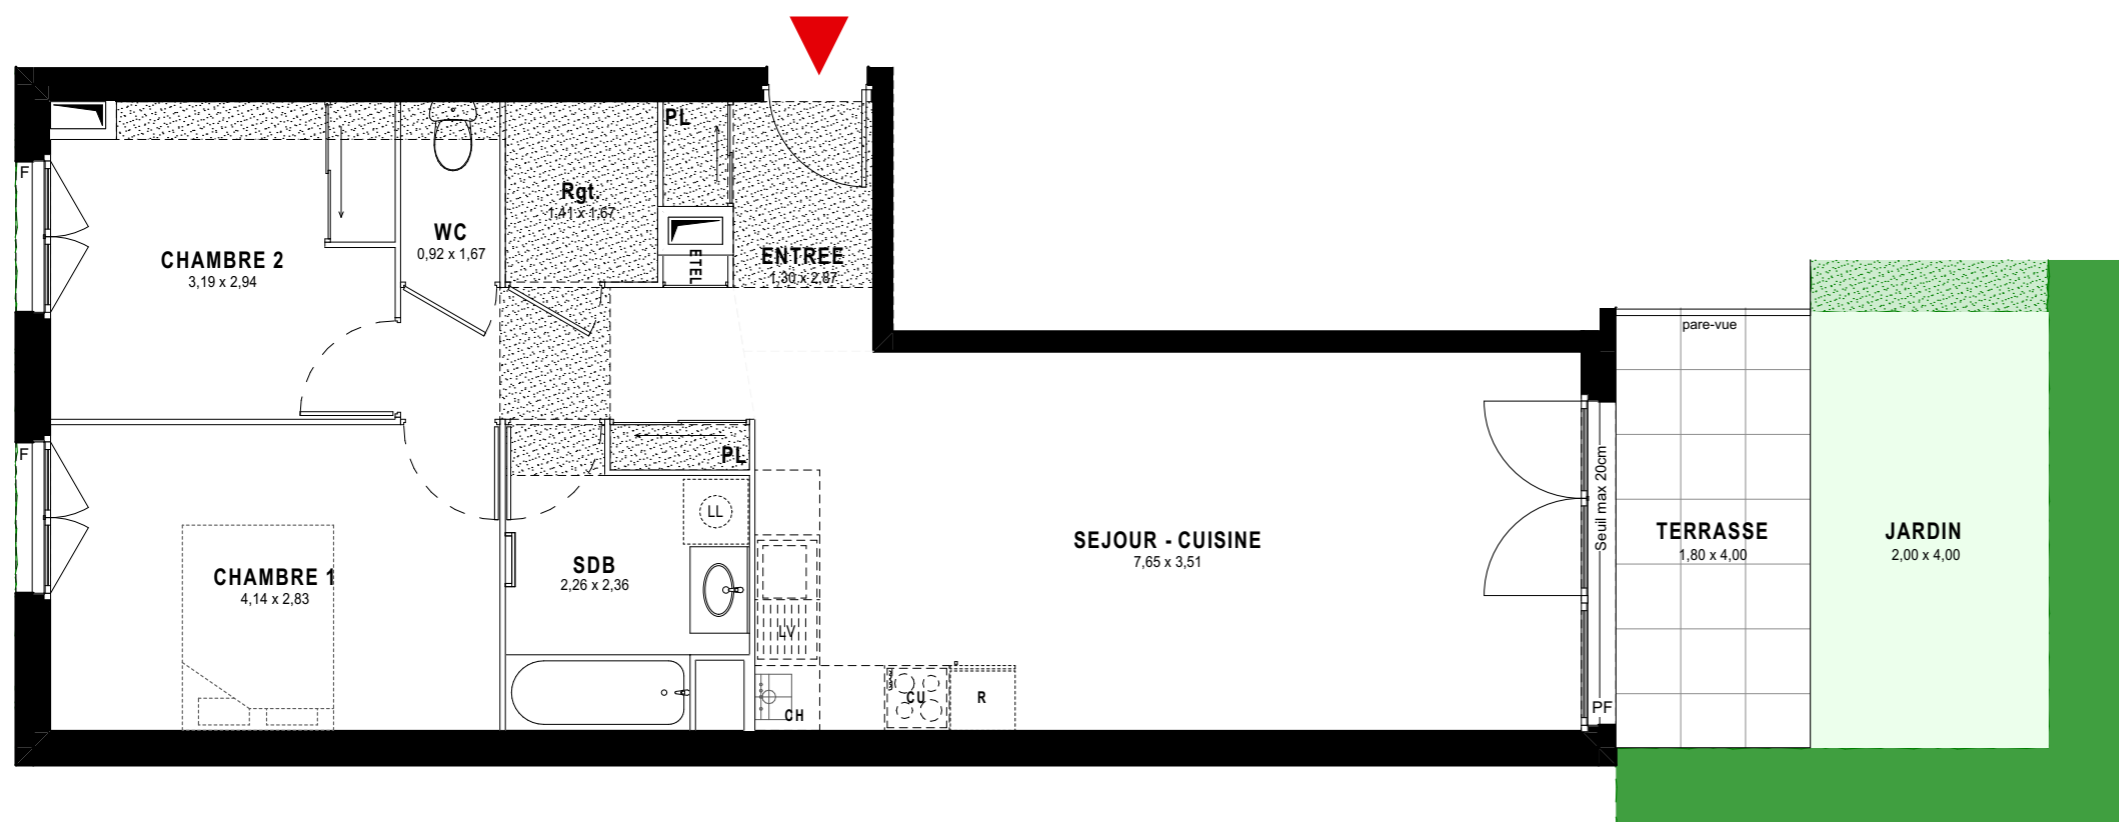 PL
F
Rgt.
1,41 x 1,67
WC
0,92 x 1,67
CHAMBRE 2
3,19 x 2,94
ETEL
ENTREE
1,30 x 2,87
pare-vue
F
PL
LL
SDB
2,26 x 2,36
CHAMBRE 1
4,14 x 2,83
SEJOUR - CUISINE
7,65 x 3,51
Seuil max 20cm
TERRASSE
1,80 x 4,00
JARDIN
2,00 x 4,00
LV
CH
CU
R
PF